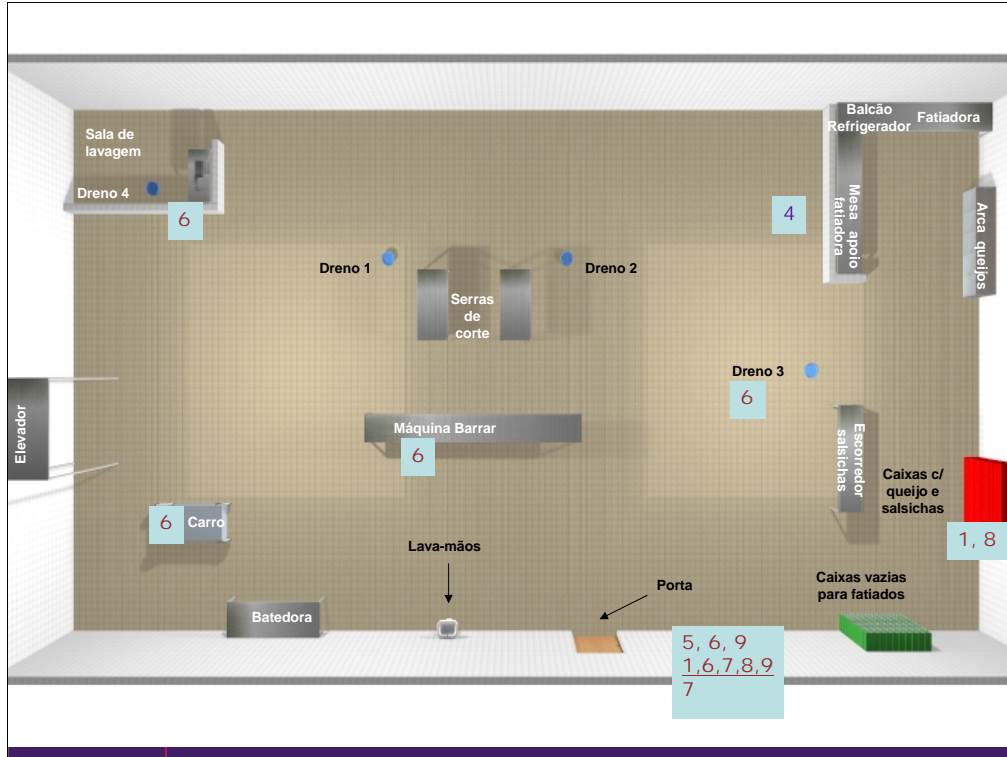 Balcão
Refrigerador
Fatiadora
Sala de
lavagem
Dreno 4
6
4
Mesa apoio
fatiadora
Arca queijos
Dreno 1
Dreno 2
Serras
de
corte
Dreno 3
6
Elevador
Máquina Barrar
6
Escorredor
salsichas
Caixas c/
queijo e
salsichas
6
Carro
1, 8
Lava-mãos
Porta
Caixas vazias
para fatiados
Batedora
5, 6, 9
1,6,7,8,9
7